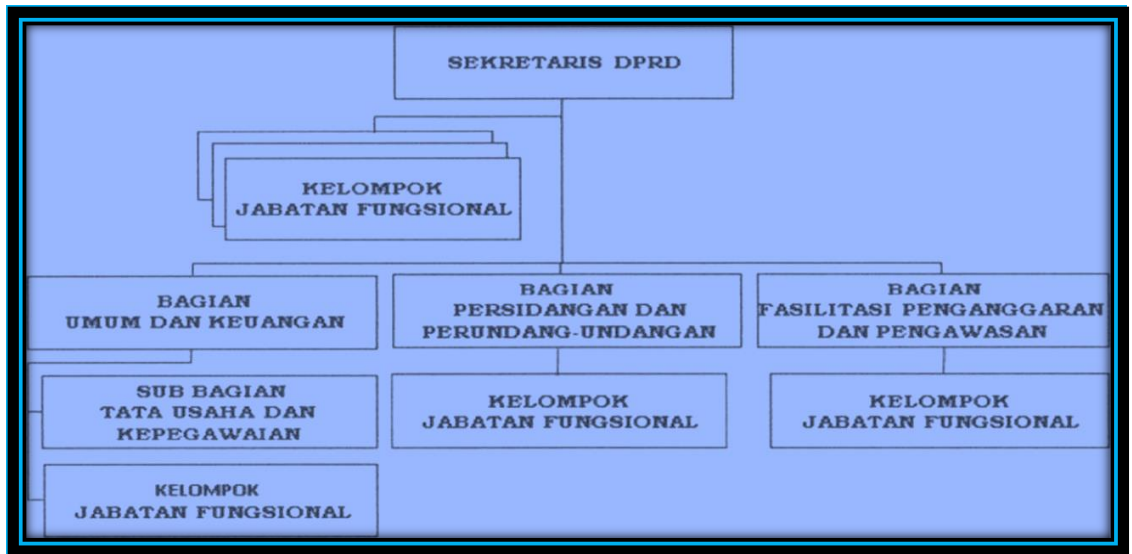 SEKRETARIS DPRD
KELOMPOK
JABATAN FUNGSIONAL
BAGIAN
UMUM DAN KEUANGAN
BAGIAN
PERSIDANGAN DAN
PERUNDANG-UNDANGAN
BAGIAN
FASILITASI PENGANGGARAN
DAN PENGAWASAN
SUB BAGIAN
TATA USAHA DAN
KEPEGAWAIAN
KELOMPOK
JABATAN FUNGSIONAL
KELOMPOK
JABATAN FUNGSIONAL
KELOMPOK
JABATAN FUNGSIONAL